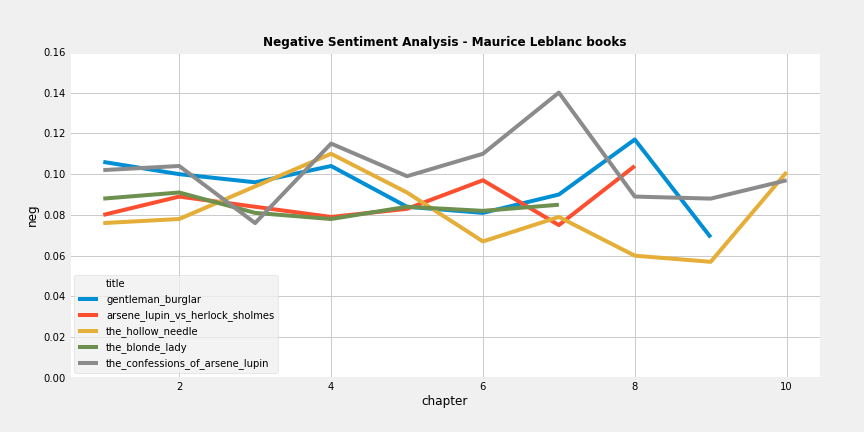 Negative Sentiment Analysis - Maurice Leblanc books
0.16
0.14
0.12
0.10
0.08
0.06
0.04
0.02
0.00
neg
title
gentleman_burglar
arsene_lupin_vs_herlock_sholmes
the_hollow_needle
the_blonde_lady
the_confessions_of_arsene_lupin
2 4 6 8 10
chapter